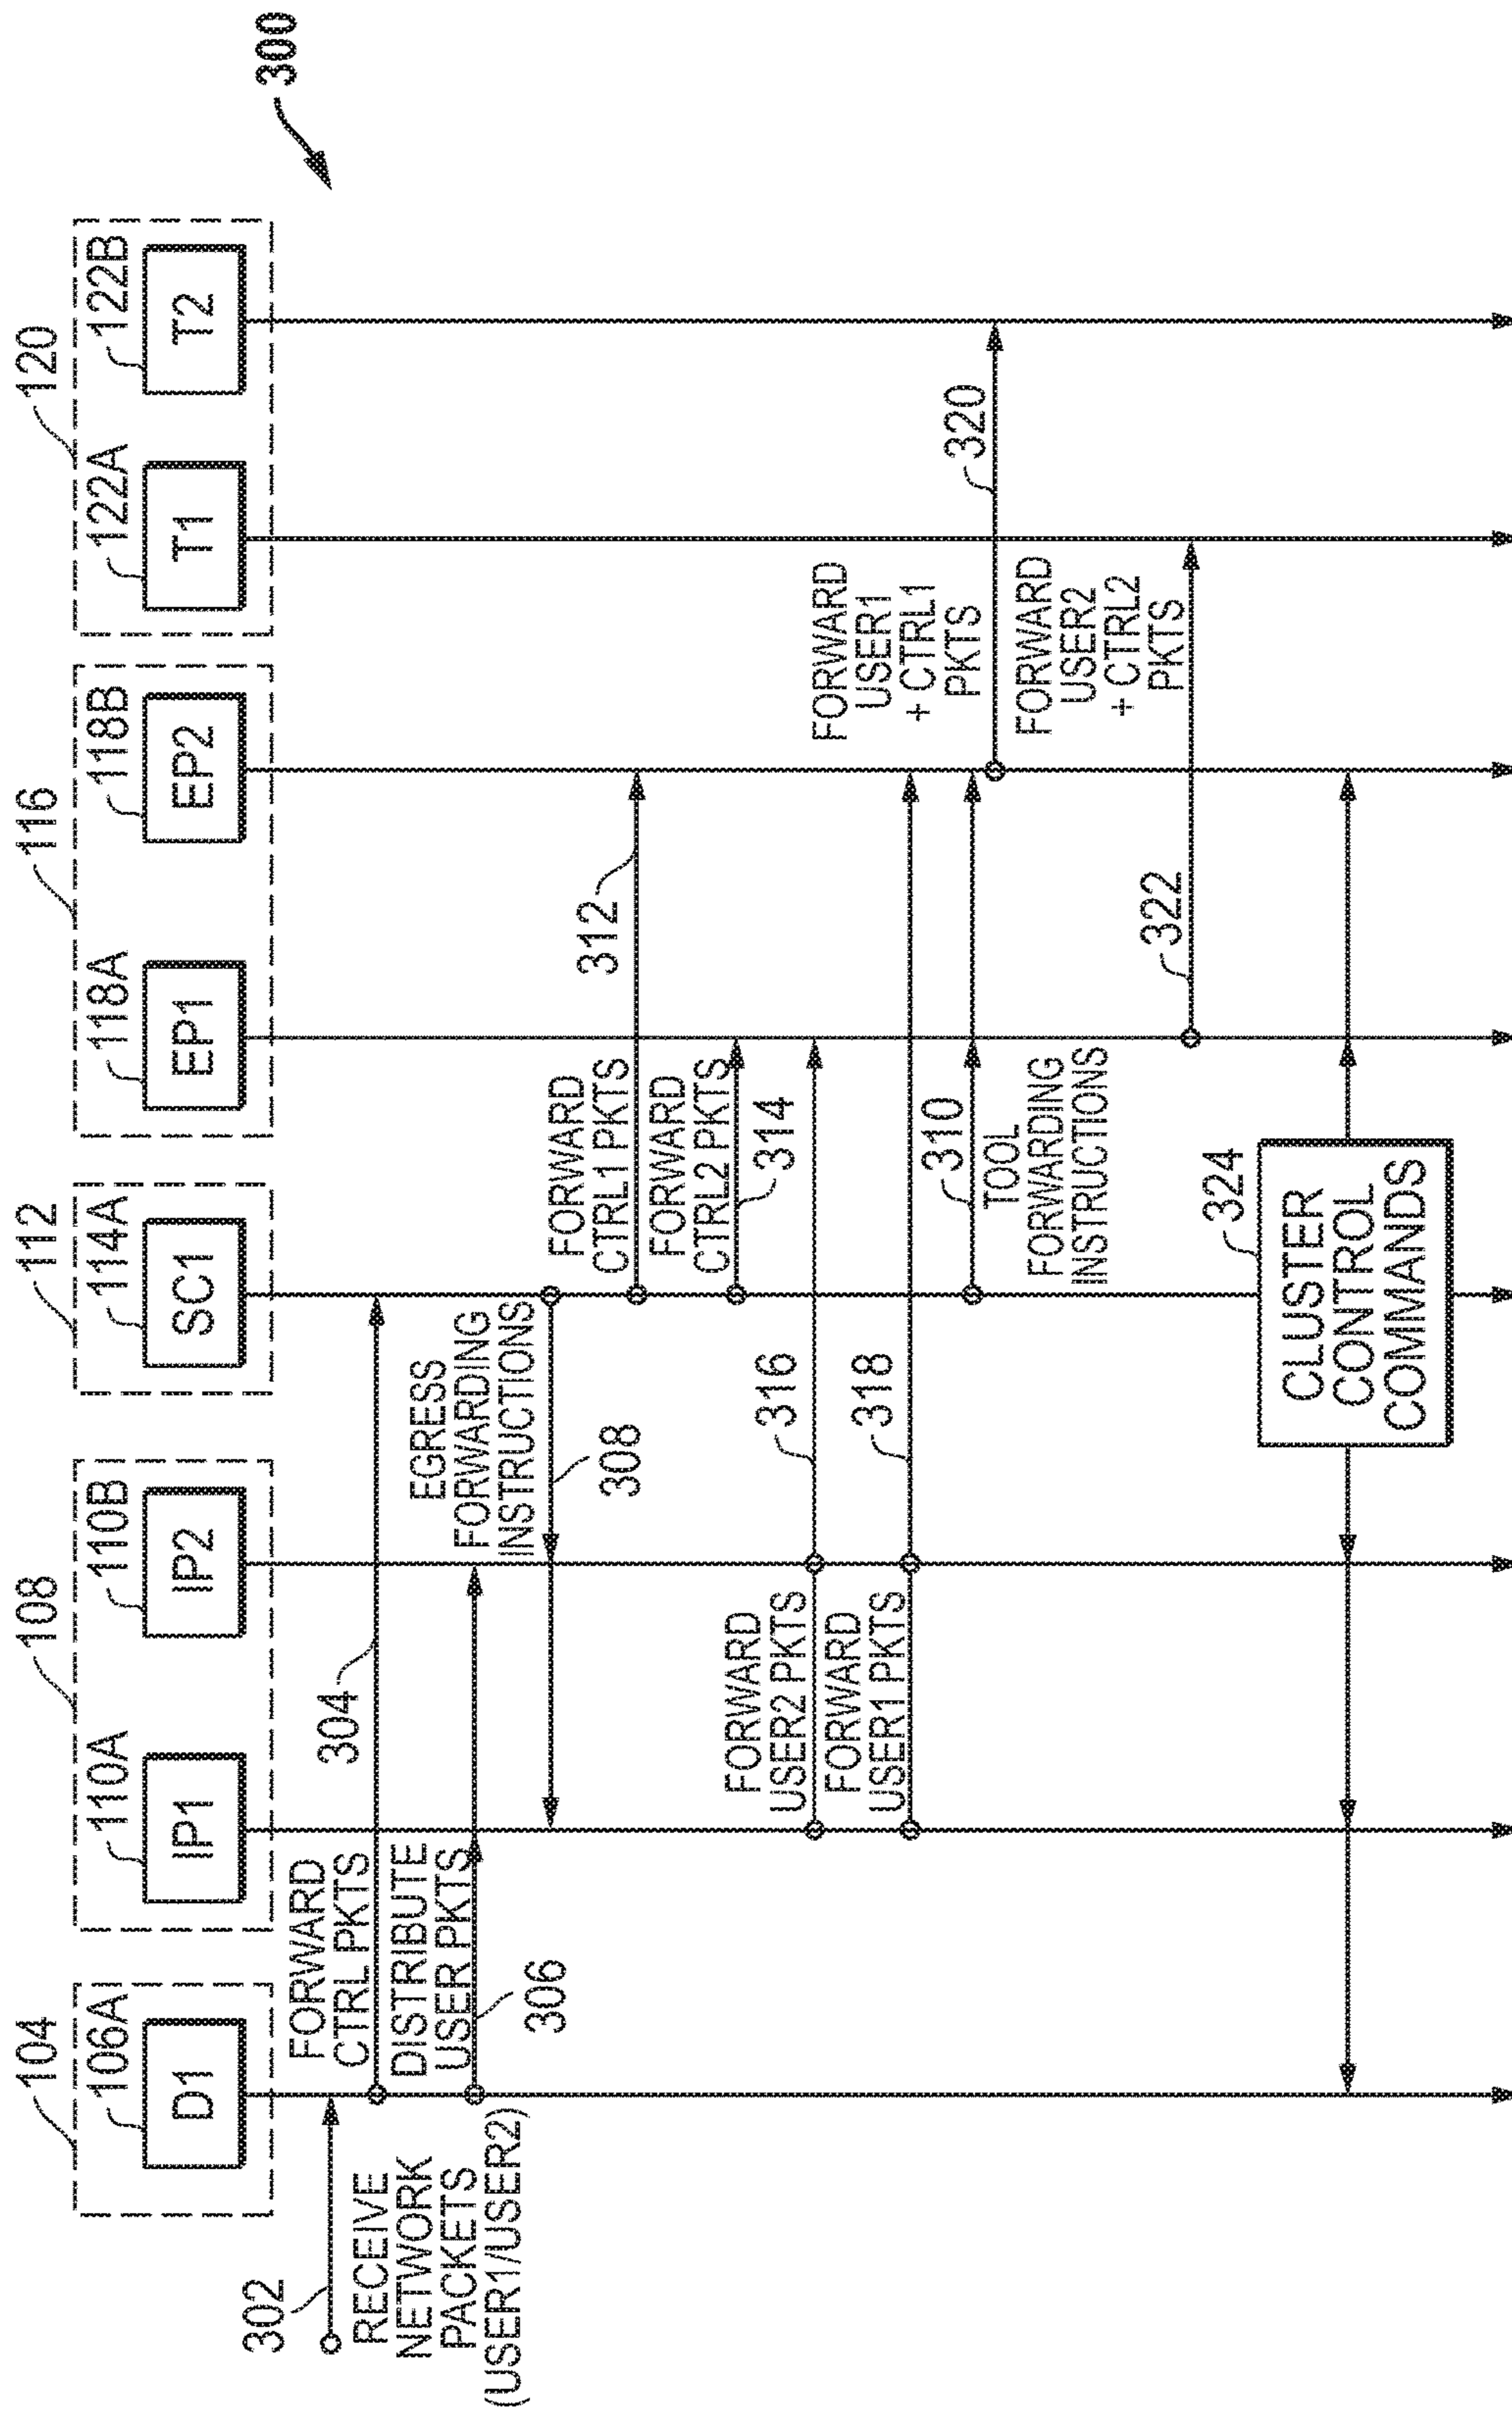 300
104
106A
D1
108
110A
IP1
110B
IP2
112
114A
SC1
116
118A
EP1
118B
EP2
120
122A
T1
122B
T2
302
RECEIVE
NETWORK
PACKETS
(USER1/USER2)
FORWARD
CTRL PKTS
304
DISTRIBUTE
USER PKTS
306
EGRESS
FORWARDING
INSTRUCTIONS
308
FORWARD
CTRL1 PKTS
312
FORWARD
CTRL2 PKTS
314
FORWARD
USER2 PKTS
316
FORWARD
USER1 PKTS
318
310
TOOL
FORWARDING
INSTRUCTIONS
FORWARD
USER1
+ CTRL1
PKTS
320
FORWARD
USER2
+ CTRL2
PKTS
322
324
CLUSTER
CONTROL
COMMANDS